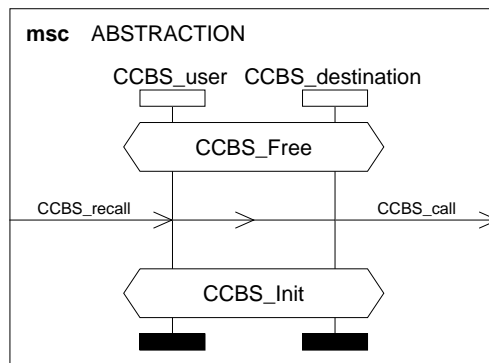 msc ABSTRACTION
CCBS_user CCBS_destination
CCBS_Free
CCBS_recall CCBS_call
CCBS_Init